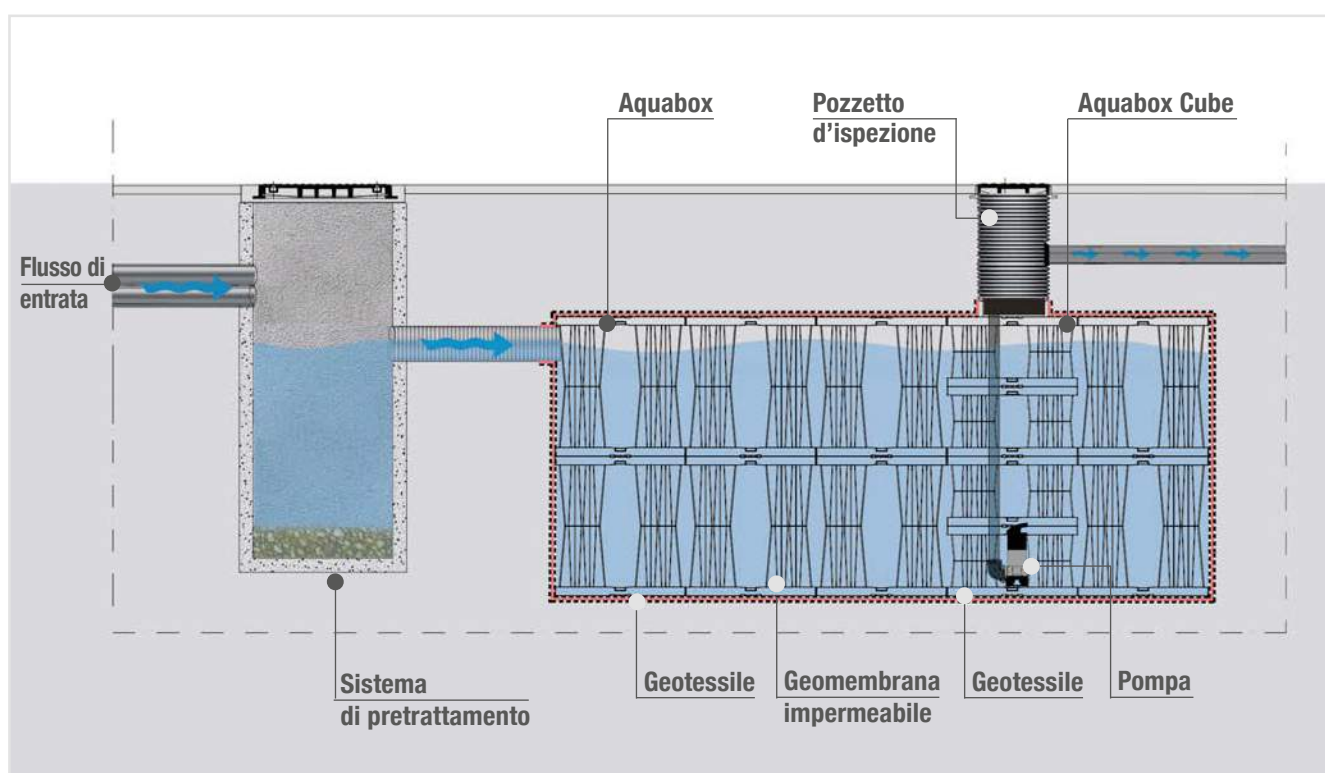 Aquabox
Pozzetto
d’ispezione
Aquabox Cube
Flusso di
entrata
Sistema
di pretrattamento
Geotessile
Geomembrana
impermeabile
Geotessile
Pompa